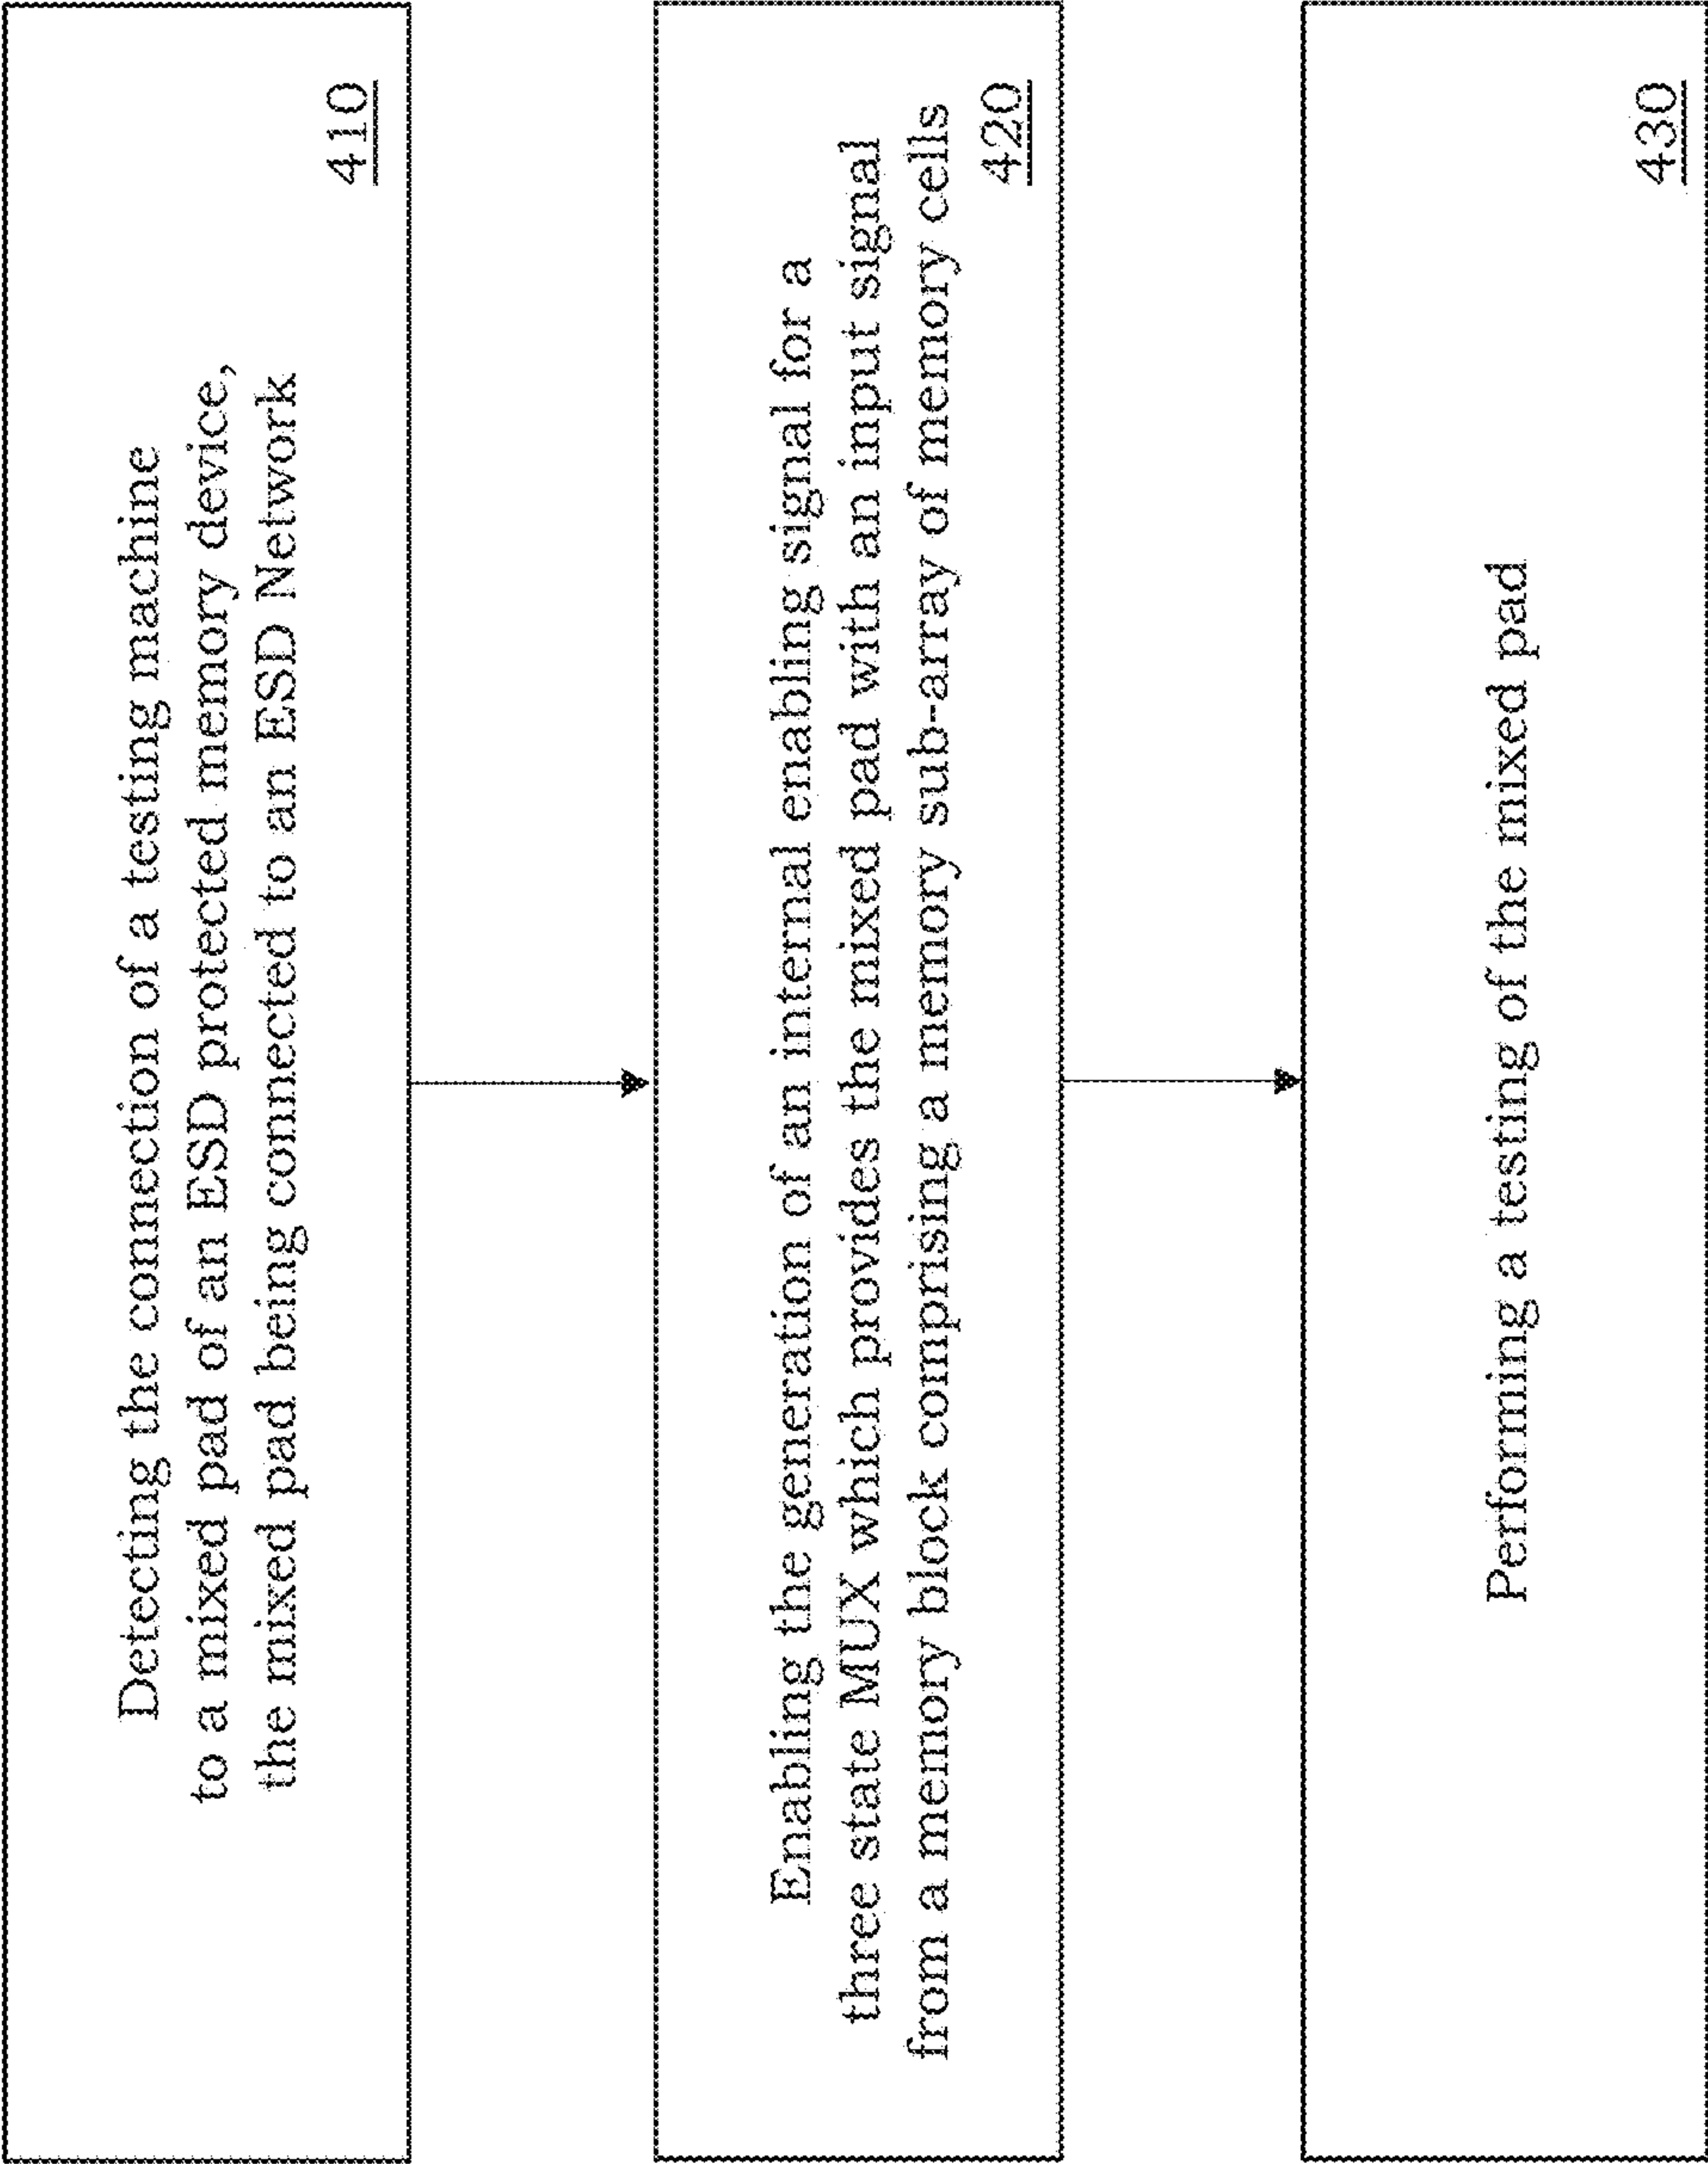 Detecting the connection of a testing machine
to a mixed pad of an ESD protected memory device,
the mixed pad being connected to an ESD Network
410
Enabling the generation of an internal enabling signal for a
three state MUX which provides the mixed pad with an input signal
from a memory block comprising a memory sub-array of memory cells
420
Performing a testing of the mixed pad
430